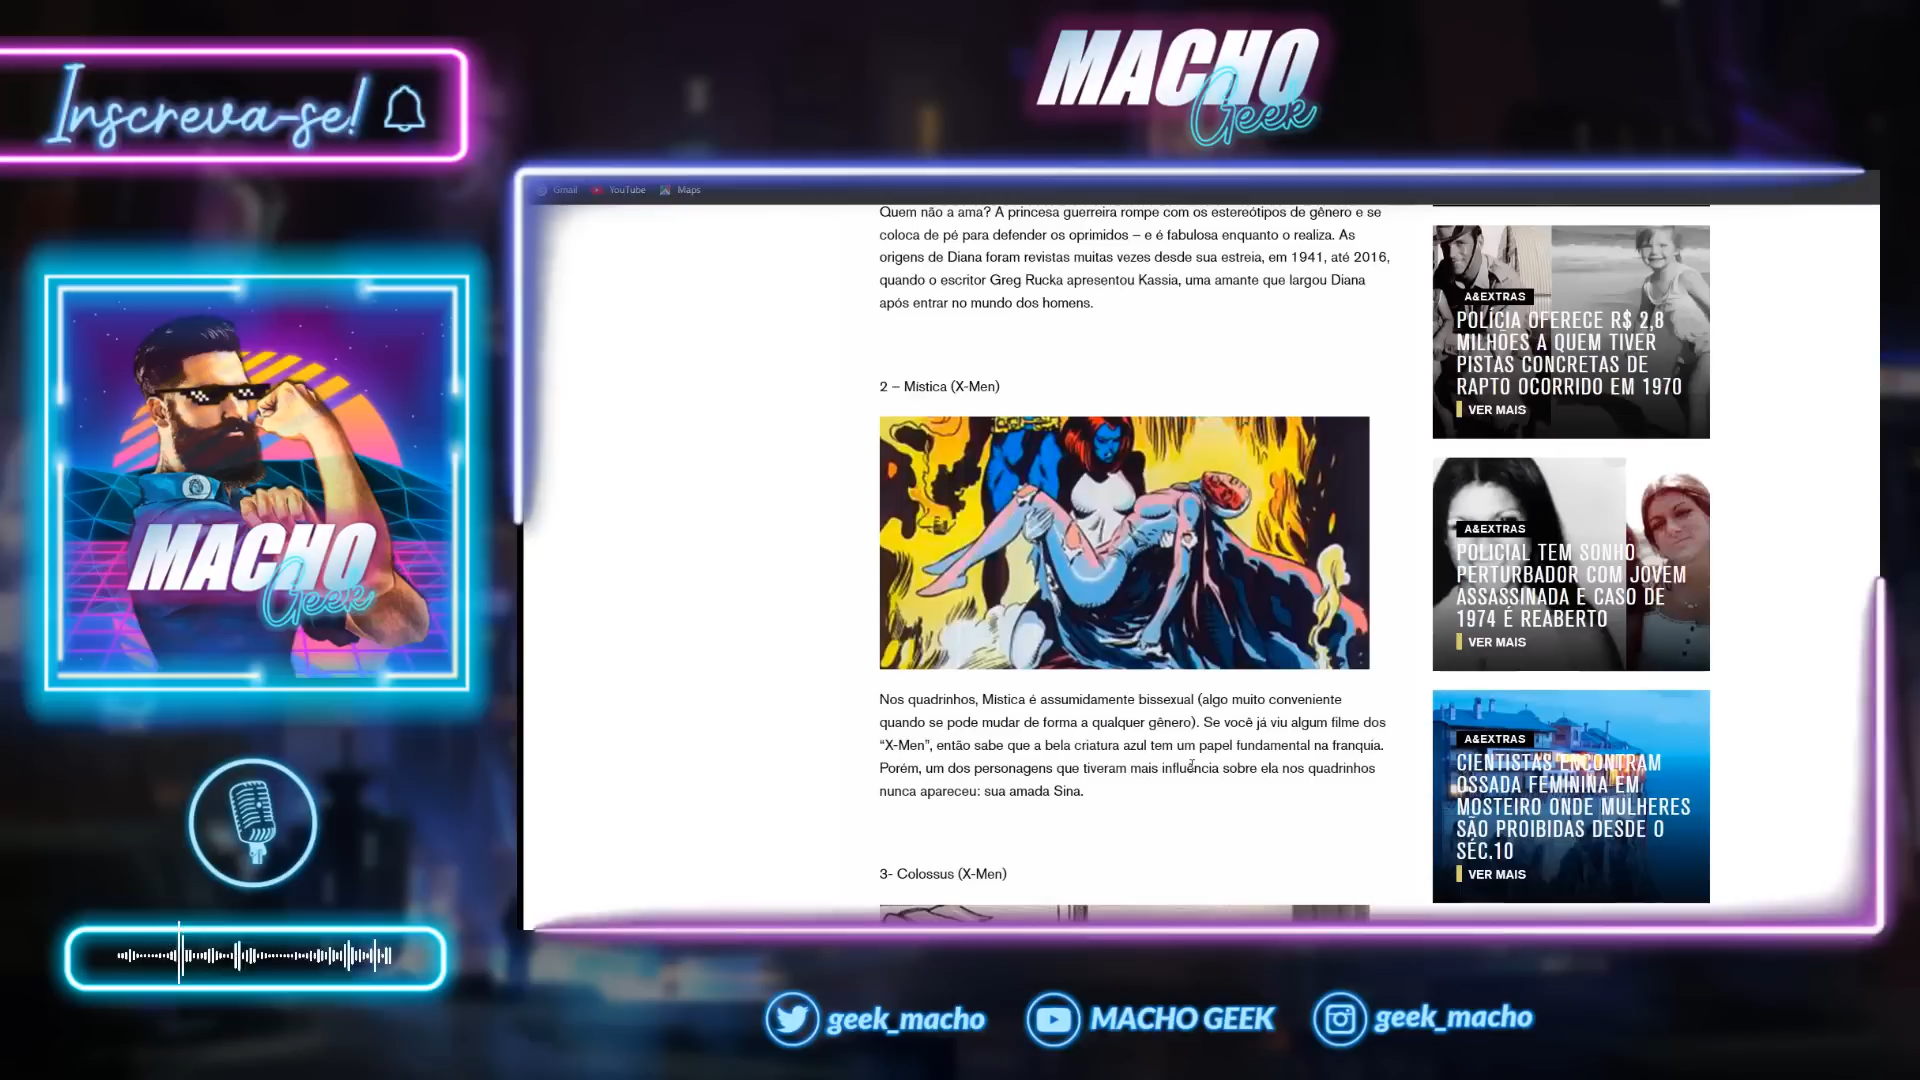 Inscreva-se!
MACHO
Geek
MACHO
Geek
Gmail
YouTube
Maps
Quem não a ama? A princesa guerreira rompe com os estereótipos de gênero e se
coloca de pé para defender os oprimidos – e é fabulosa enquanto o realiza. As
origens de Diana foram revistas muitas vezes desde sua estreia, em 1941, até 2016,
quando o escritor Greg Rucka apresentou Kassia, uma amante que largou Diana
após entrar no mundo dos homens.
2 – Mística (X-Men)
Nos quadrinhos, Mística é assumidamente bissexual (algo muito conveniente
quando se pode mudar de forma a qualquer gênero). Se você já viu algum filme dos
“X-Men”, então sabe que a bela criatura azul tem um papel fundamental na franquia.
Porém, um dos personagens que tiveram mais influência sobre ela nos quadrinhos
nunca apareceu: sua amada Sina.
3- Colossus (X-Men)
A&EXTRAS
POLÍCIA OFERECE R$ 2,8
MILHÕES A QUEM TIVER
PISTAS CONCRETAS DE
RAPTO OCORRIDO EM 1970
VER MAIS
A&EXTRAS
POLICIAL TEM SONHO
PERTURBADOR COM JOVEM
ASSASSINADA E CASO DE
1974 É REABERTO
VER MAIS
A&EXTRAS
CIENTISTAS ENCONTRAM
OSSADA FEMININA EM
MOSTEIRO ONDE MULHERES
SÃO PROIBIDAS DESDE O
SÉC.10
VER MAIS
geek_macho
MACHO GEEK
geek_macho